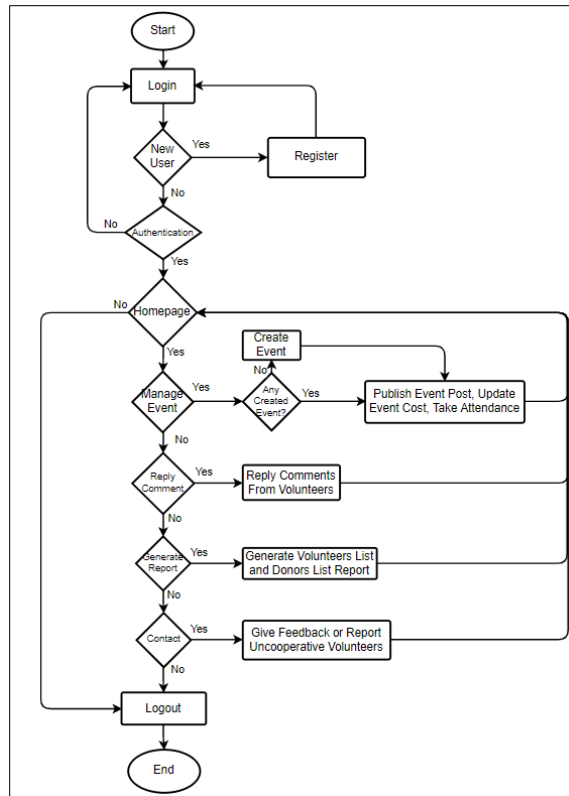 Start
Login
New
User
Yes
Register
No
No
Authentication
Yes
No
Homepage
Create
Event
Yes
No
Manage
Event
Yes
Any
Created
Event?
Yes
Publish Event Post, Update
Event Cost, Take Attendance
No
Reply
Comment
Yes
Reply Comments
From Volunteers
No
Generate
Report
Yes
Generate Volunteers List
and Donors List Report
No
Contact
Yes
Give Feedback or Report
Uncooperative Volunteers
No
Logout
End